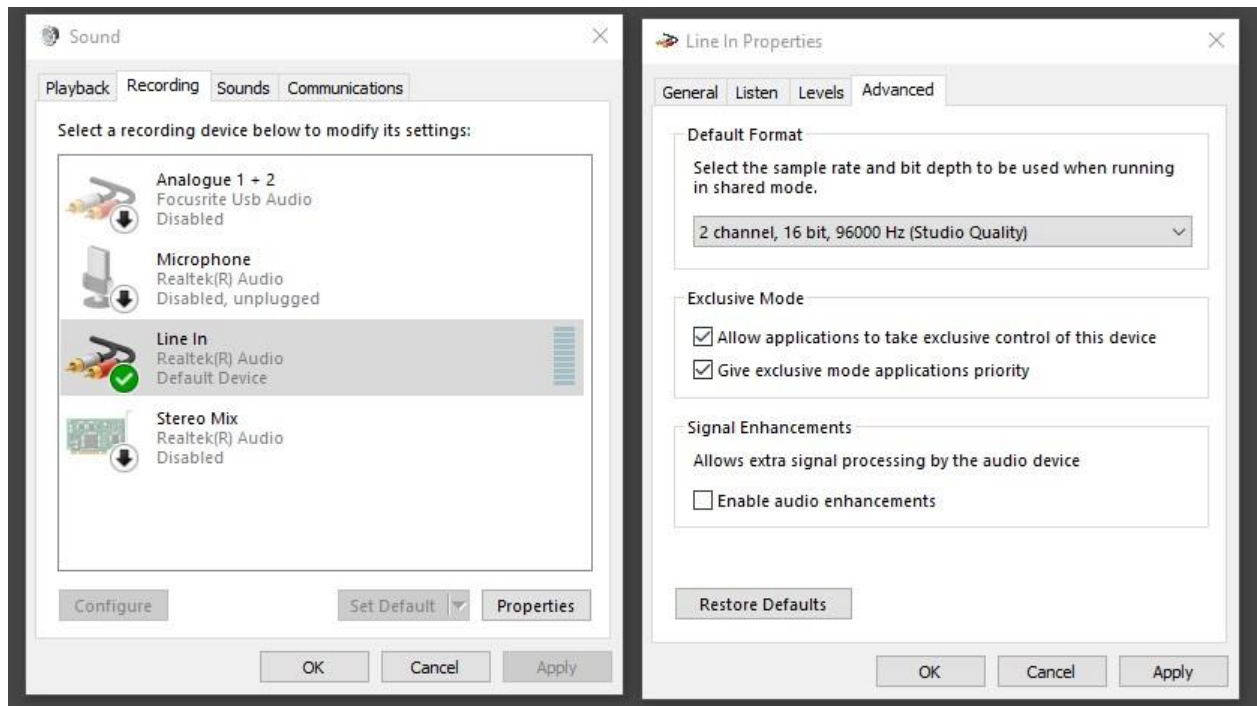 Sound
Playback Recording Sounds Communications
Select a recording device below to modify its settings:
Analogue 1 + 2
Focusrite Usb Audio
Disabled
Microphone
Realtek(R) Audio
Disabled, unplugged
Line In
Realtek(R) Audio
Default Device
Stereo Mix
Realtek(R) Audio
Disabled
Configure Set Default Properties
OK Cancel Apply
Line In Properties
General Listen Levels Advanced
Default Format
Select the sample rate and bit depth to be used when running
in shared mode.
2 channel, 16 bit, 96000 Hz (Studio Quality)
Exclusive Mode
Allow applications to take exclusive control of this device
Give exclusive mode applications priority
Signal Enhancements
Allows extra signal processing by the audio device
Enable audio enhancements
Restore Defaults
OK Cancel Apply